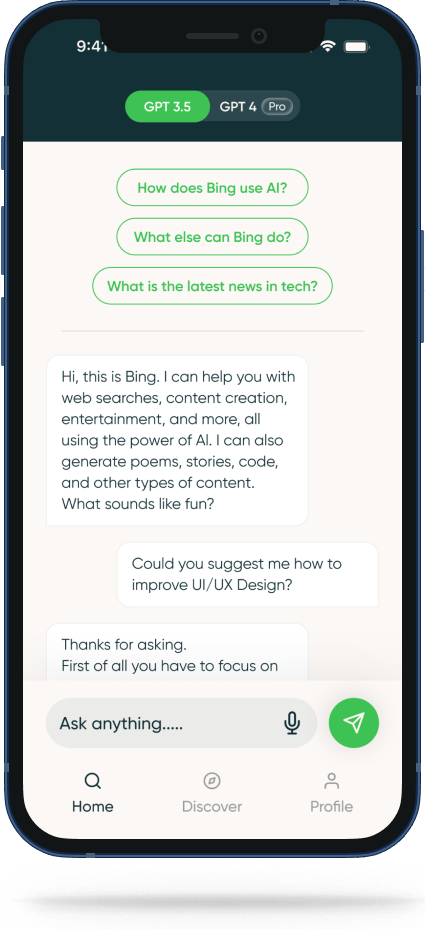 9:41
GPT 3.5
GPT 4 Pro
How does Bing use AI?
What else can Bing do?
What is the latest news in tech?
Hi, this is Bing. I can help you with
web searches, content creation,
entertainment, and more, all
using the power of AI. I can also
generate poems, stories, code,
and other types of content.
What sounds like fun?
Could you suggest me how to
improve UI/UX Design?
Thanks for asking.
First of all you have to focus on
Ask anything.....
Home
Discover
Profile